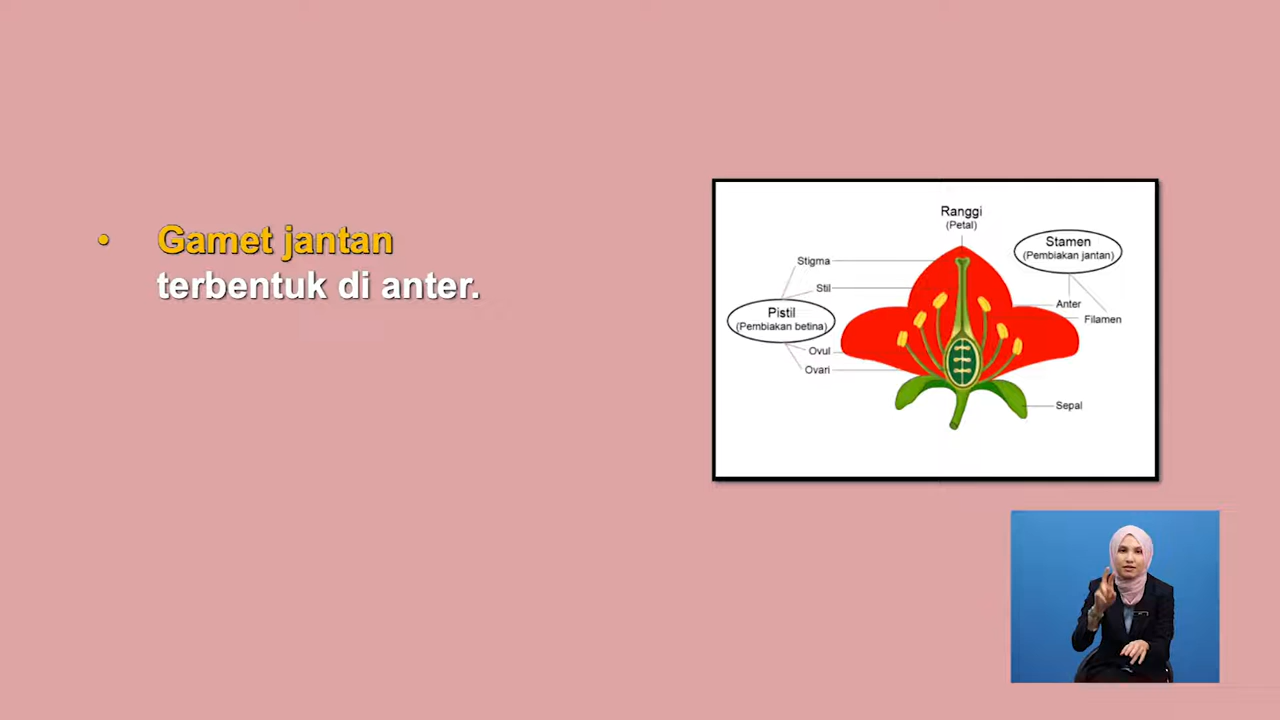 • Gamet jantan
terbentuk di anter.
Ranggi
(Petal)
Stamen
(Pembiakan jantan)
Stigma
Stil
Anter
Pistil
(Pembiakan betina)
Filamen
Ovul
Ovari
Sepal